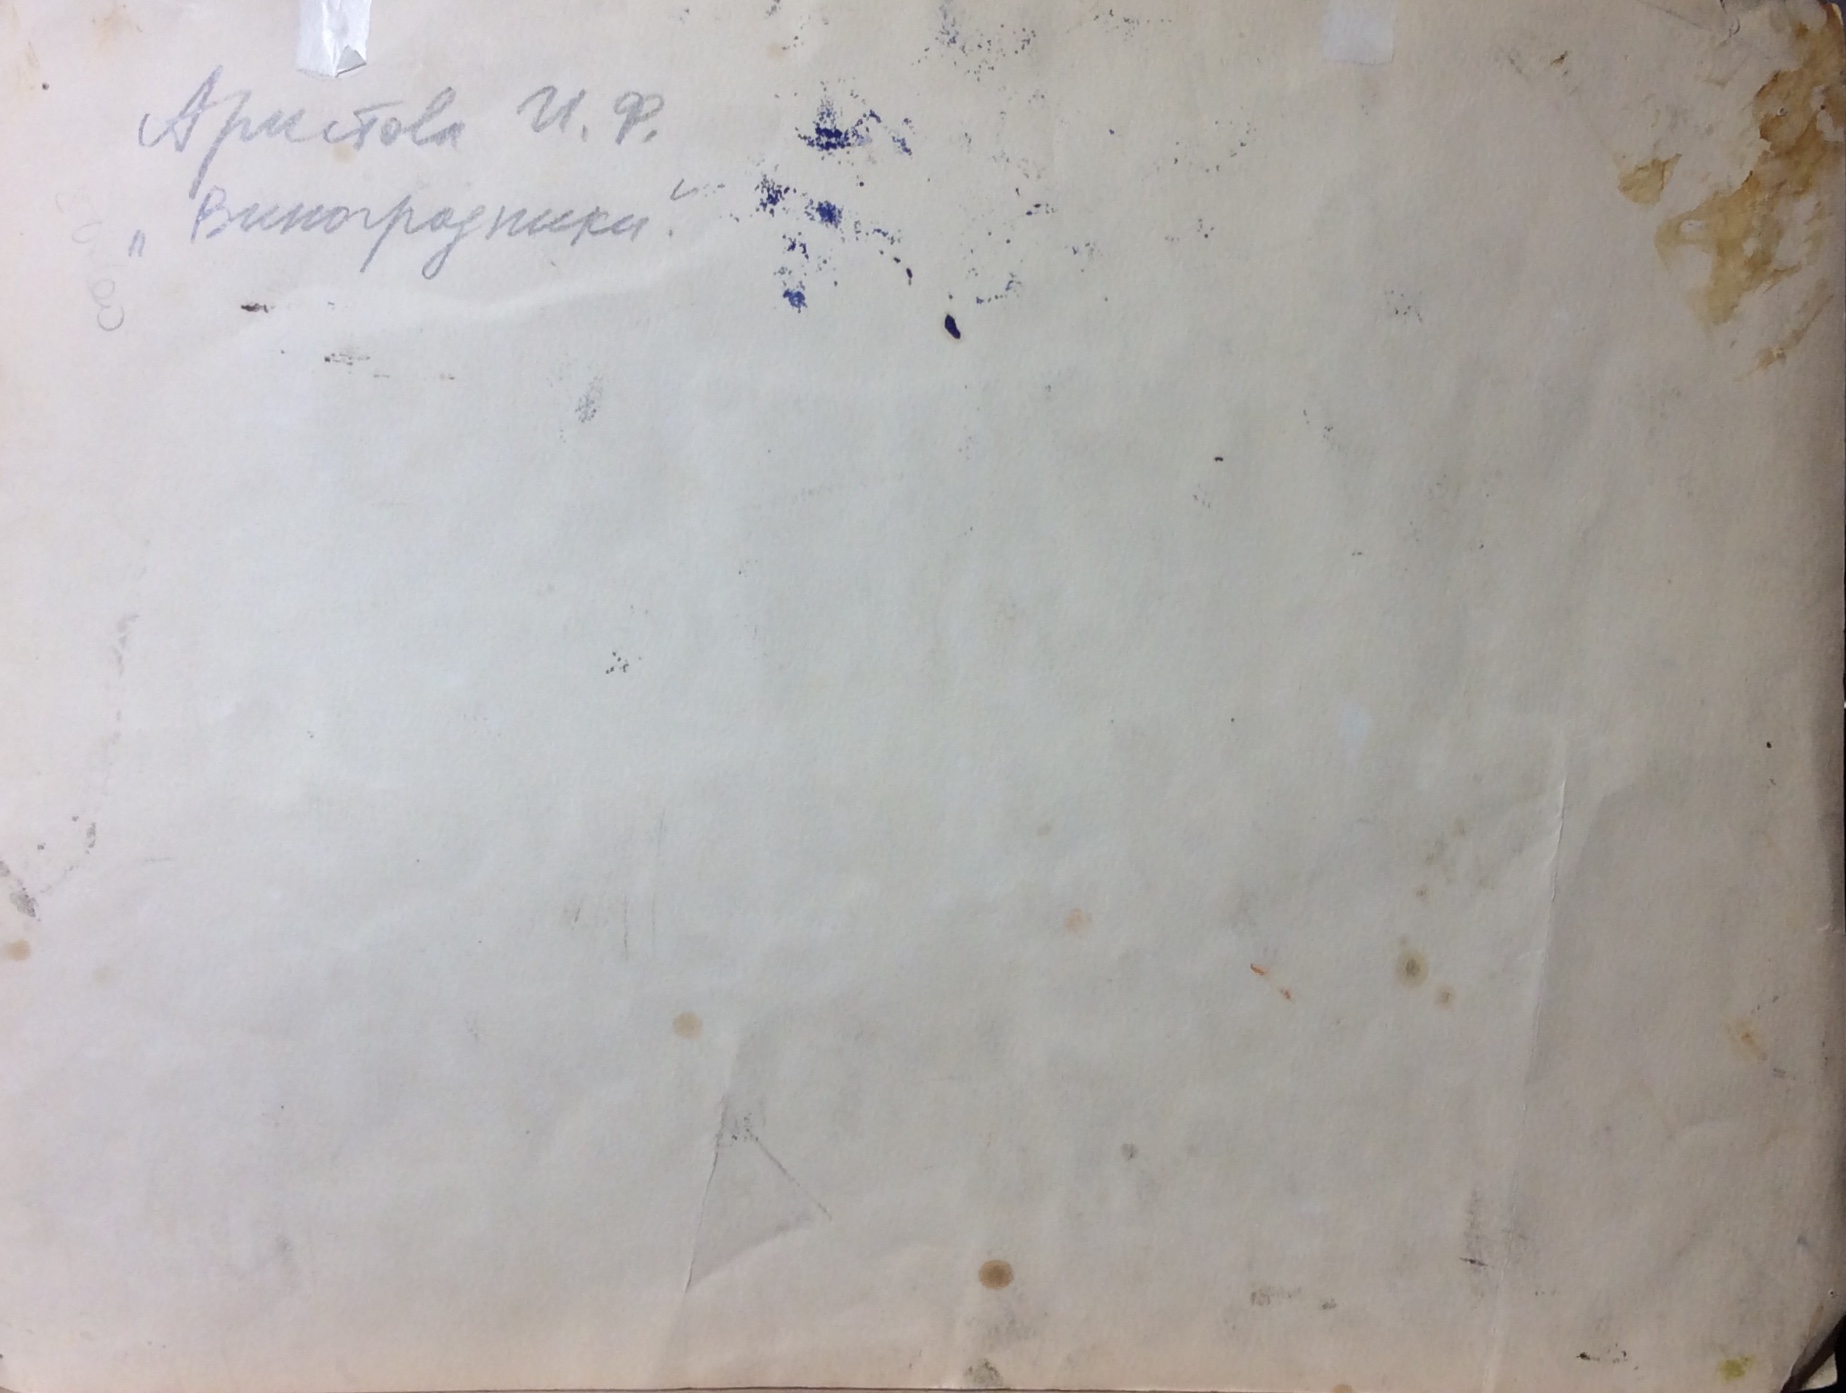 Аристова И. Ф.
„Виноградники."